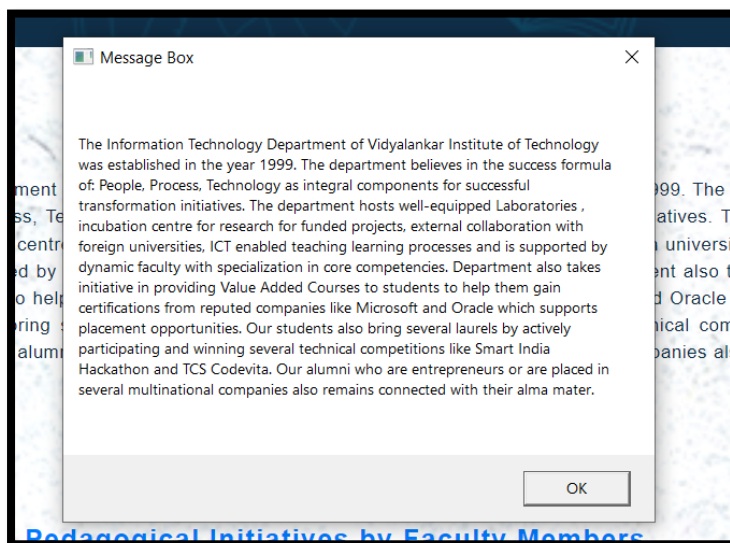 Message Box
The Information Technology Department of Vidyalankar Institute of Technology
was established in the year 1999. The department believes in the success formula
of: People, Process, Technology as integral components for successful
transformation initiatives. The department hosts well-equipped Laboratories ,
incubation centre for research for funded projects, external collaboration with
foreign universities, ICT enabled teaching learning processes and is supported by
dynamic faculty with specialization in core competencies. Department also takes
initiative in providing Value Added Courses to students to help them gain
certifications from reputed companies like Microsoft and Oracle which supports
placement opportunities. Our students also bring several laurels by actively
participating and winning several technical competitions like Smart India
Hackathon and TCS Codevita. Our alumni who are entrepreneurs or are placed in
several multinational companies also remains connected with their alma mater.
OK
Pedagogical Initiatives by Faculty Members